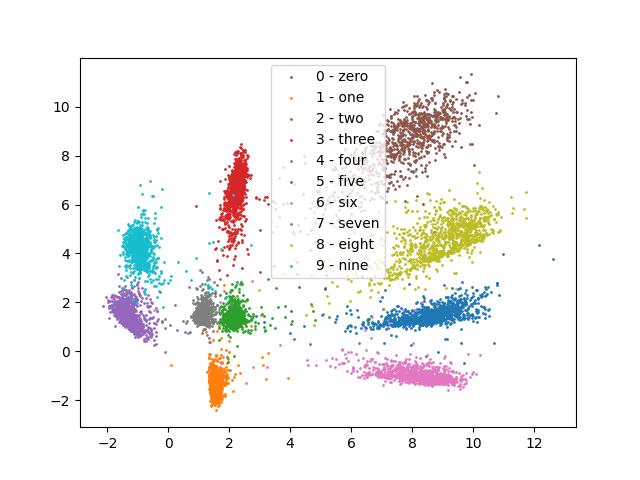 0 - zero
1 - one
2 - two
3 - three
4 - four
5 - five
6 - six
7 - seven
8 - eight
9 - nine
10
8
6
4
2
0
−2
−2
0
2
4
6
8
10
12